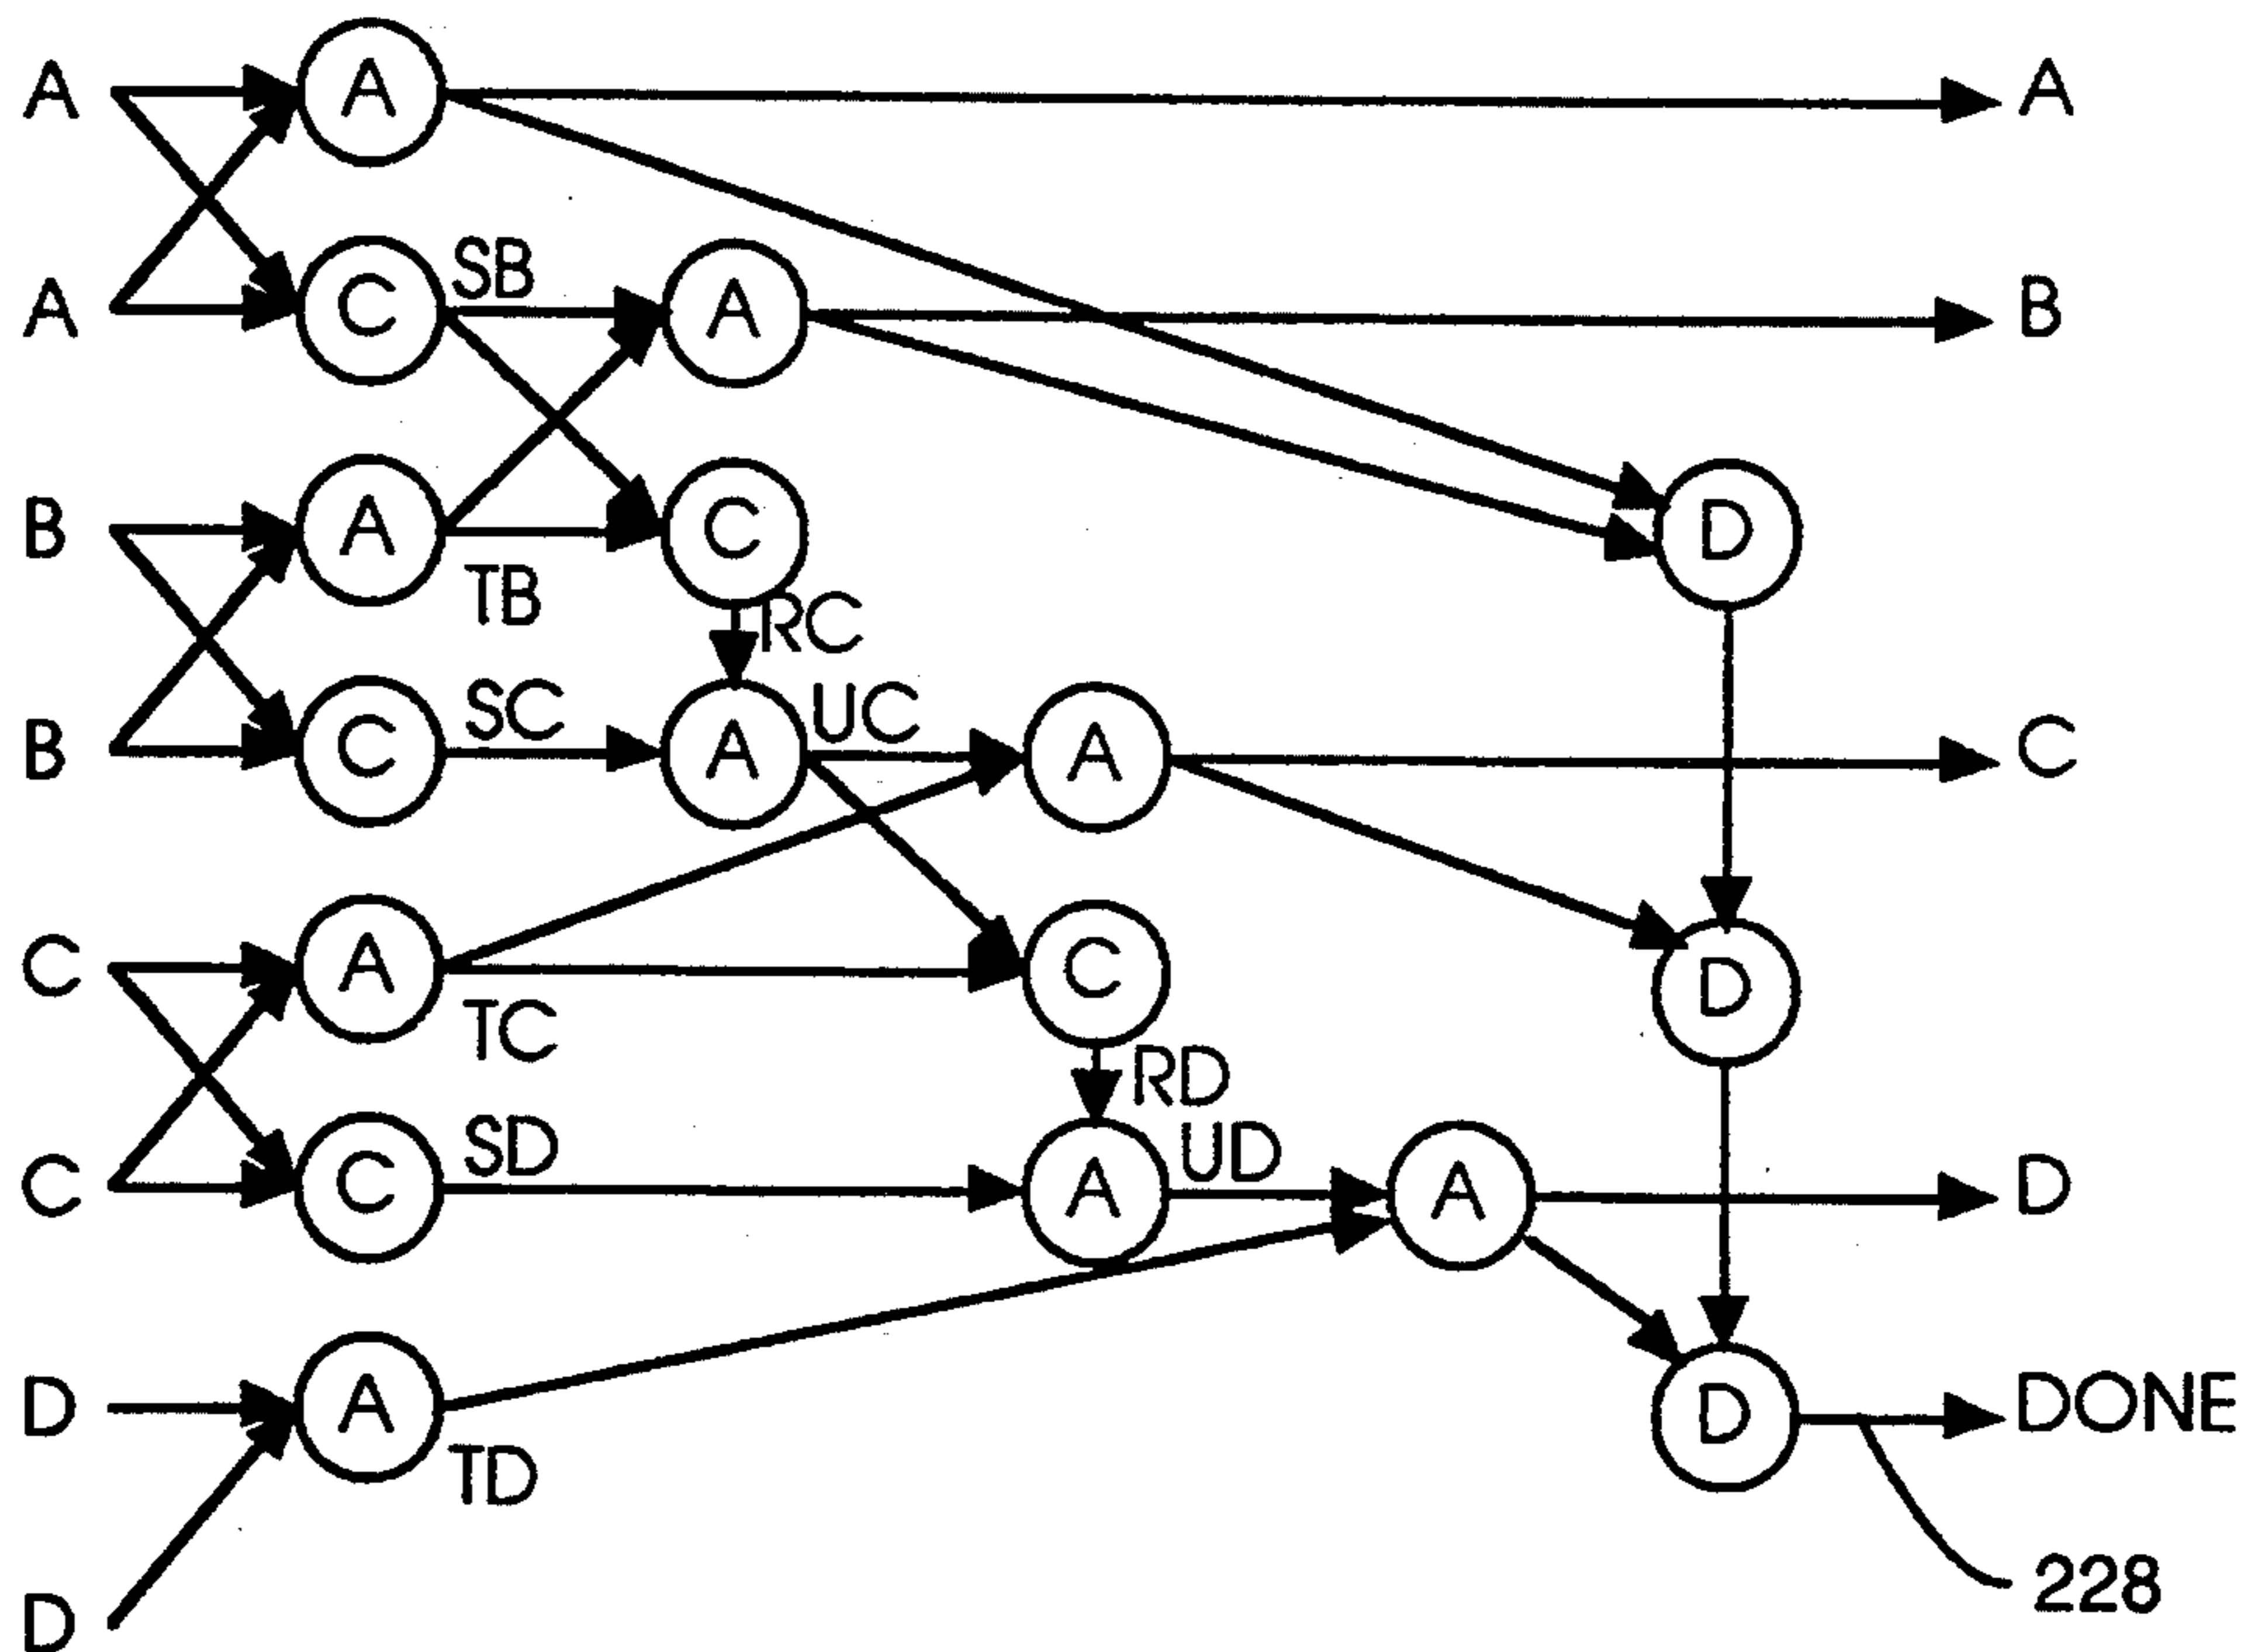 A A A
A C SB A B
B A TB C RC D
B C SC A UC A C
C A TC C RD D
C C SD A UD A D
D A TD D DONE
D 228